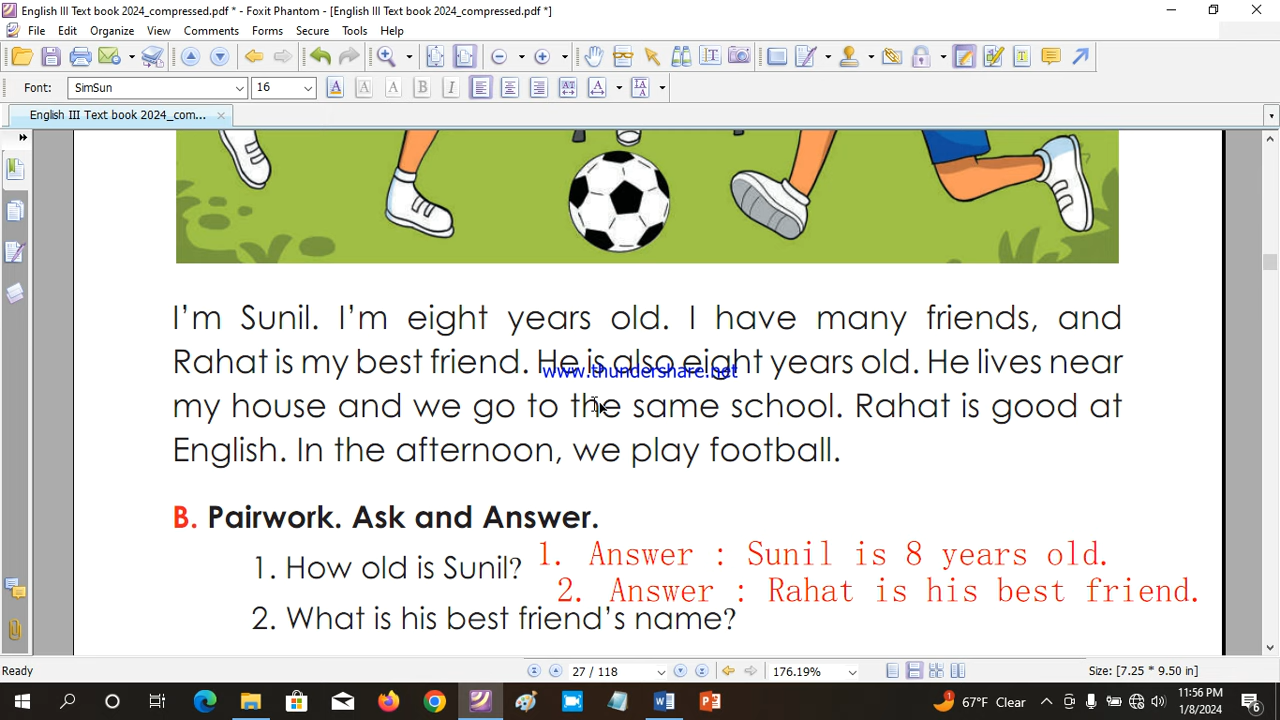 English III Text book 2024_compressed.pdf * - Foxit Phantom - [English III Text book 2024_compressed.pdf *]
File Edit Organize View Comments Forms Secure Tools Help
Font: SimSun 16
English III Text book 2024_com...
I'm Sunil. I'm eight years old. I have many friends, and
Rahat is my best friend. He is also eight years old. He lives near
www.thundershare.net
my house and we go to the same school. Rahat is good at
English. In the afternoon, we play football.
B. Pairwork. Ask and Answer.
1. How old is Sunil? 1. Answer : Sunil is 8 years old.
2. Answer : Rahat is his best friend.
2. What is his best friend's name?
Ready 27 / 118 176.19% Size: [7.25 * 9.50 in]
67°F Clear 11:56 PM
1/8/2024 6